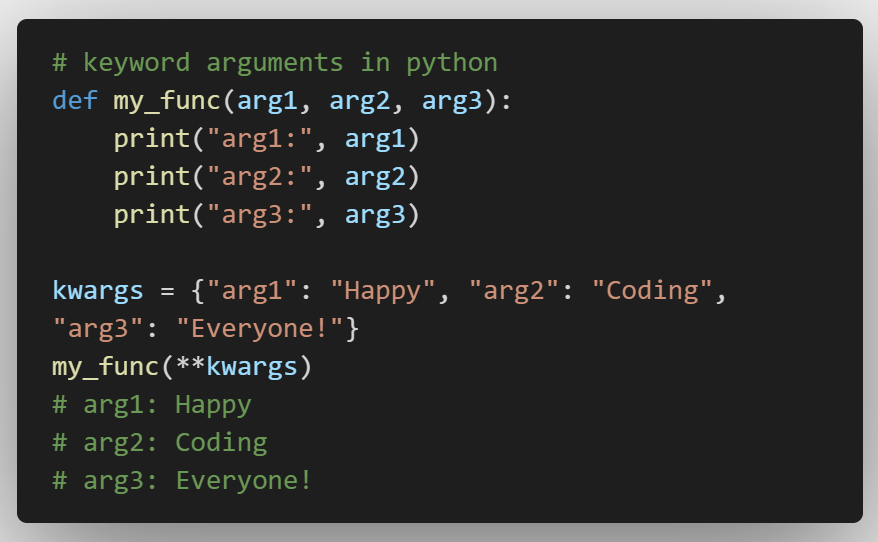 # keyword arguments in python
def my_func(arg1, arg2, arg3):
    print("arg1:", arg1)
    print("arg2:", arg2)
    print("arg3:", arg3)

kwargs = {"arg1": "Happy", "arg2": "Coding",
"arg3": "Everyone!"}
my_func(**kwargs)
# arg1: Happy
# arg2: Coding
# arg3: Everyone!